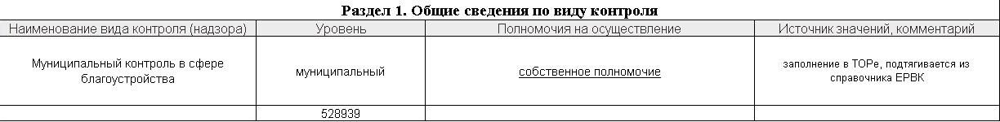 Раздел 1. Общие сведения по виду контроля
Наименование вида контроля (надзора) Уровень Полномочия на осуществление Источник значений, комментарий
Муниципальный контроль в сфере
благоустройства
муниципальный
собственное полномочие
заполнение в ТОРе, подтягивается из
справочника ЕРВК
528939